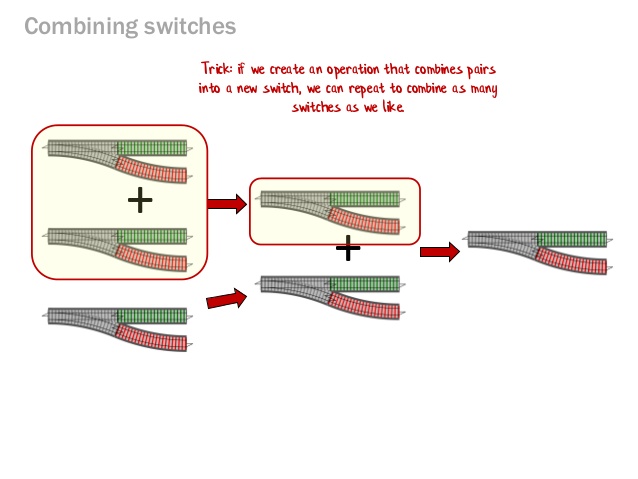 Combining switches
Trick: if we create an operation that combines pairs
into a new switch, we can repeat to combine as many
switches as we like.
+
+